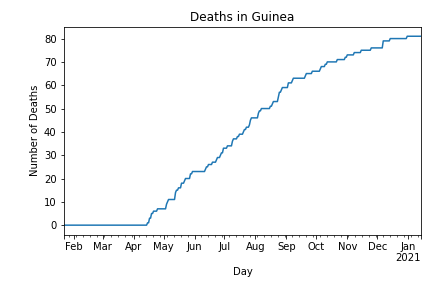 Deaths in Guinea
Number of Deaths
80
70
60
50
40
30
20
10
0
Feb Mar Apr May Jun Jul Aug Sep Oct Nov Dec Jan
2021
Day